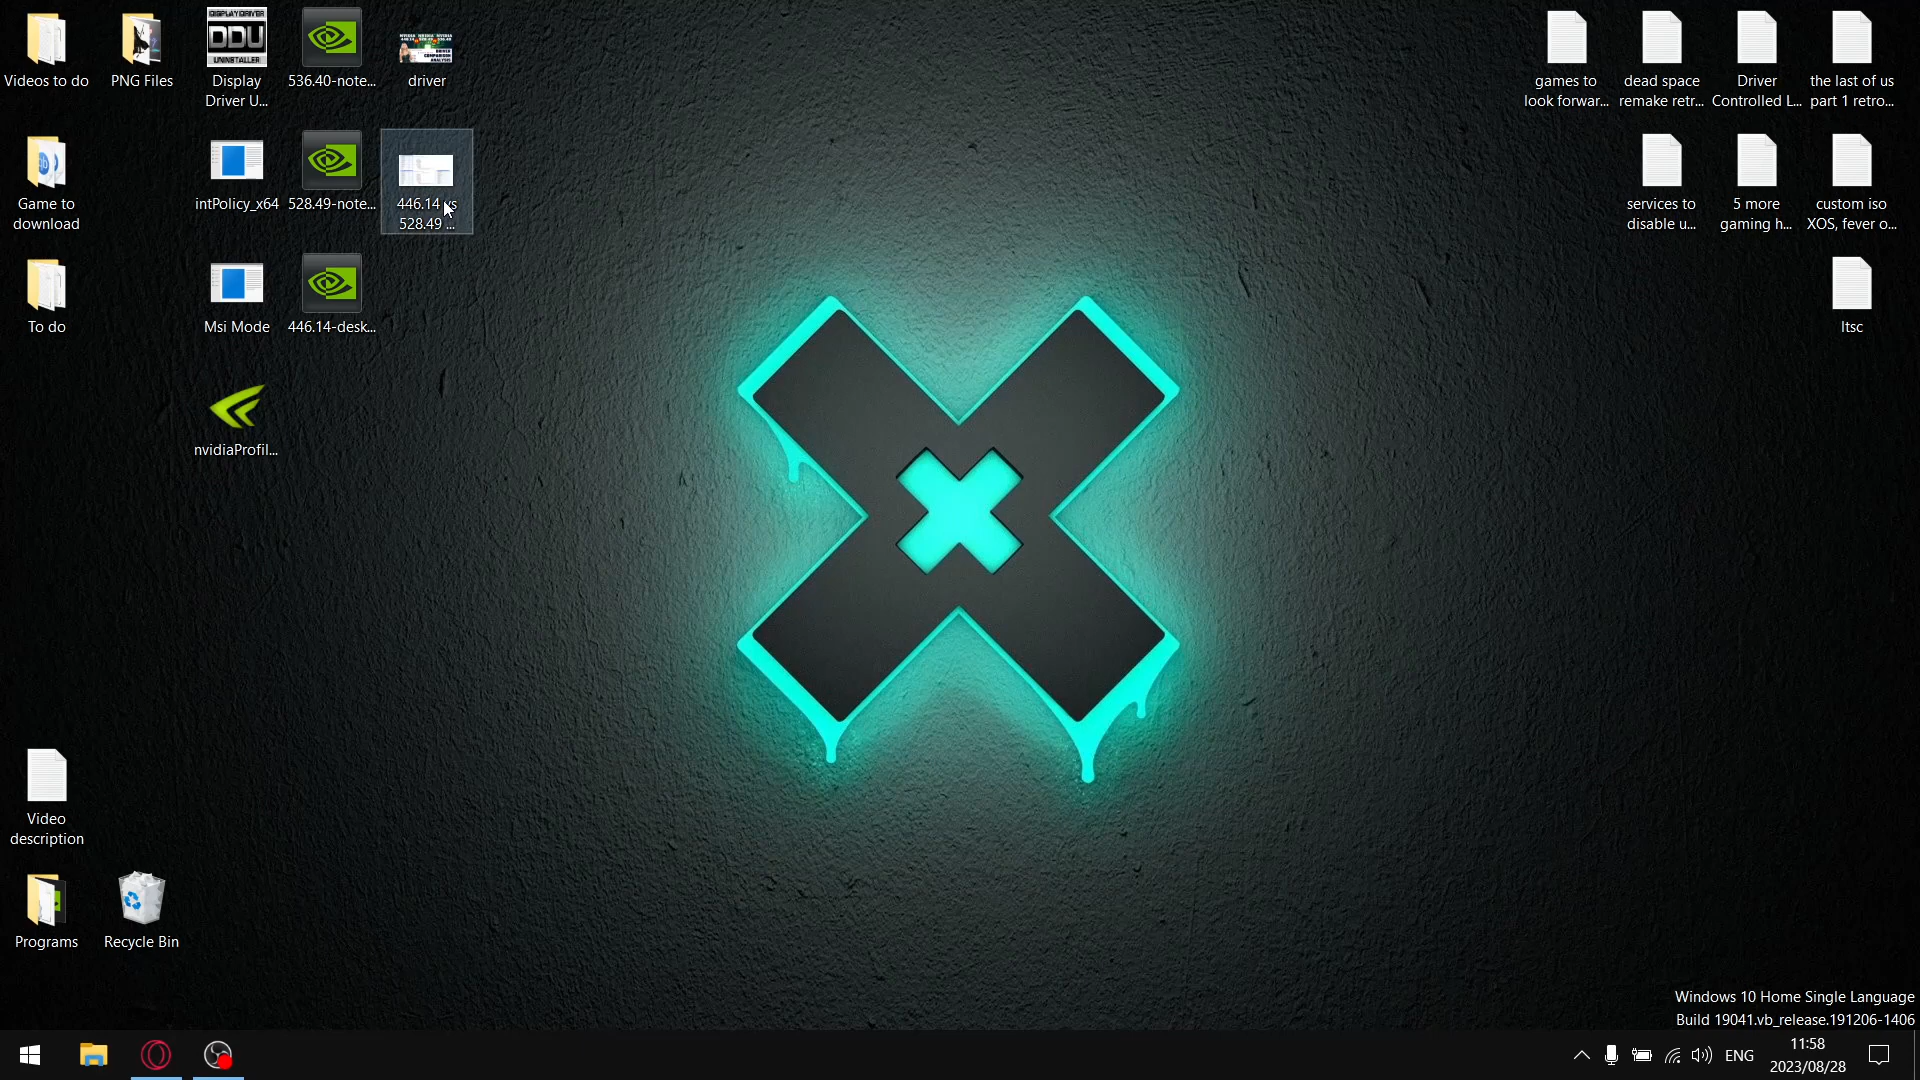 Videos to do
PNG Files
DISPLAY DRIVER
DDU
UNINSTALLER
Display
Driver U...
536.40-note...
driver
games to
look forwar...
dead space
remake retr...
Driver
Controlled L...
the last of us
part 1 retro...
Game to
download
intPolicy_x64
528.49-note...
446.14 vs
528.49 ...
services to
disable u...
5 more
gaming h...
custom iso
XOS, fever o...
To do
Msi Mode
446.14-desk...
ltsc
nvidiaProfil...
Video
description
Programs
Recycle Bin
Windows 10 Home Single Language
Build 19041.vb_release.191206-1406
ENG
11:58
2023/08/28